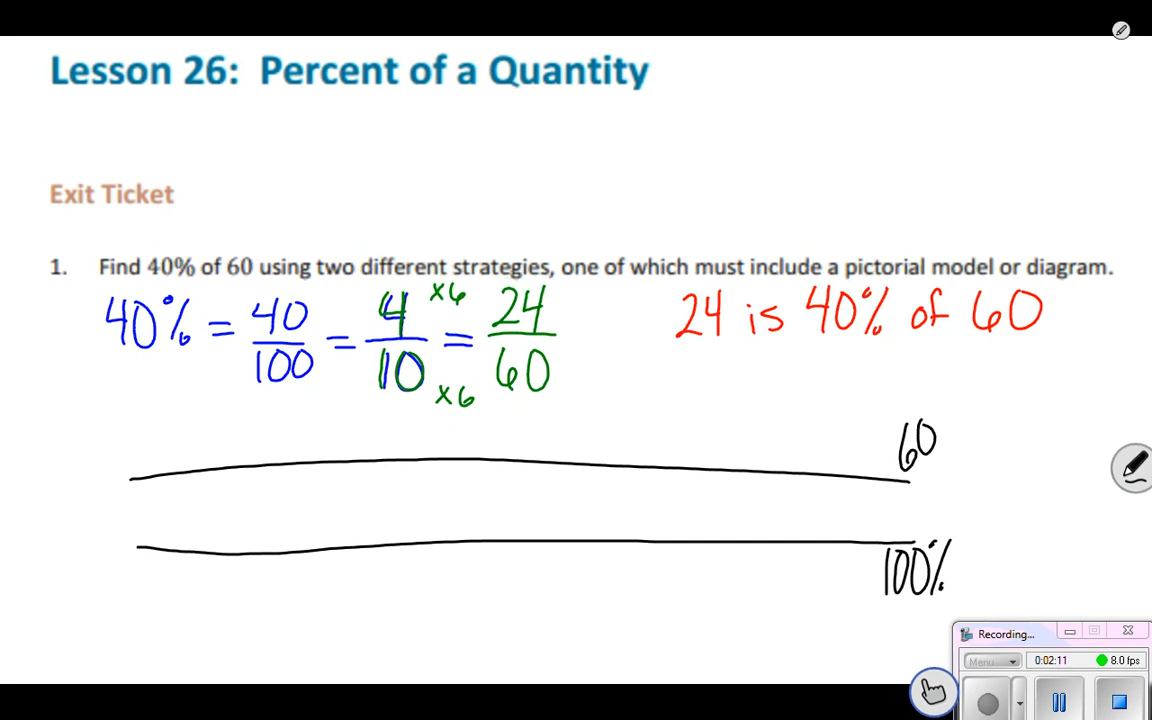 Lesson 26: Percent of a Quantity
Exit Ticket
1. Find 40% of 60 using two different strategies, one of which must include a pictorial model or diagram.
40% = 40/100 = 4/10 = 24/60
×6
×6
24 is 40% of 60
60
100%
Recording...
Menu
0:02:11
8.0 fps